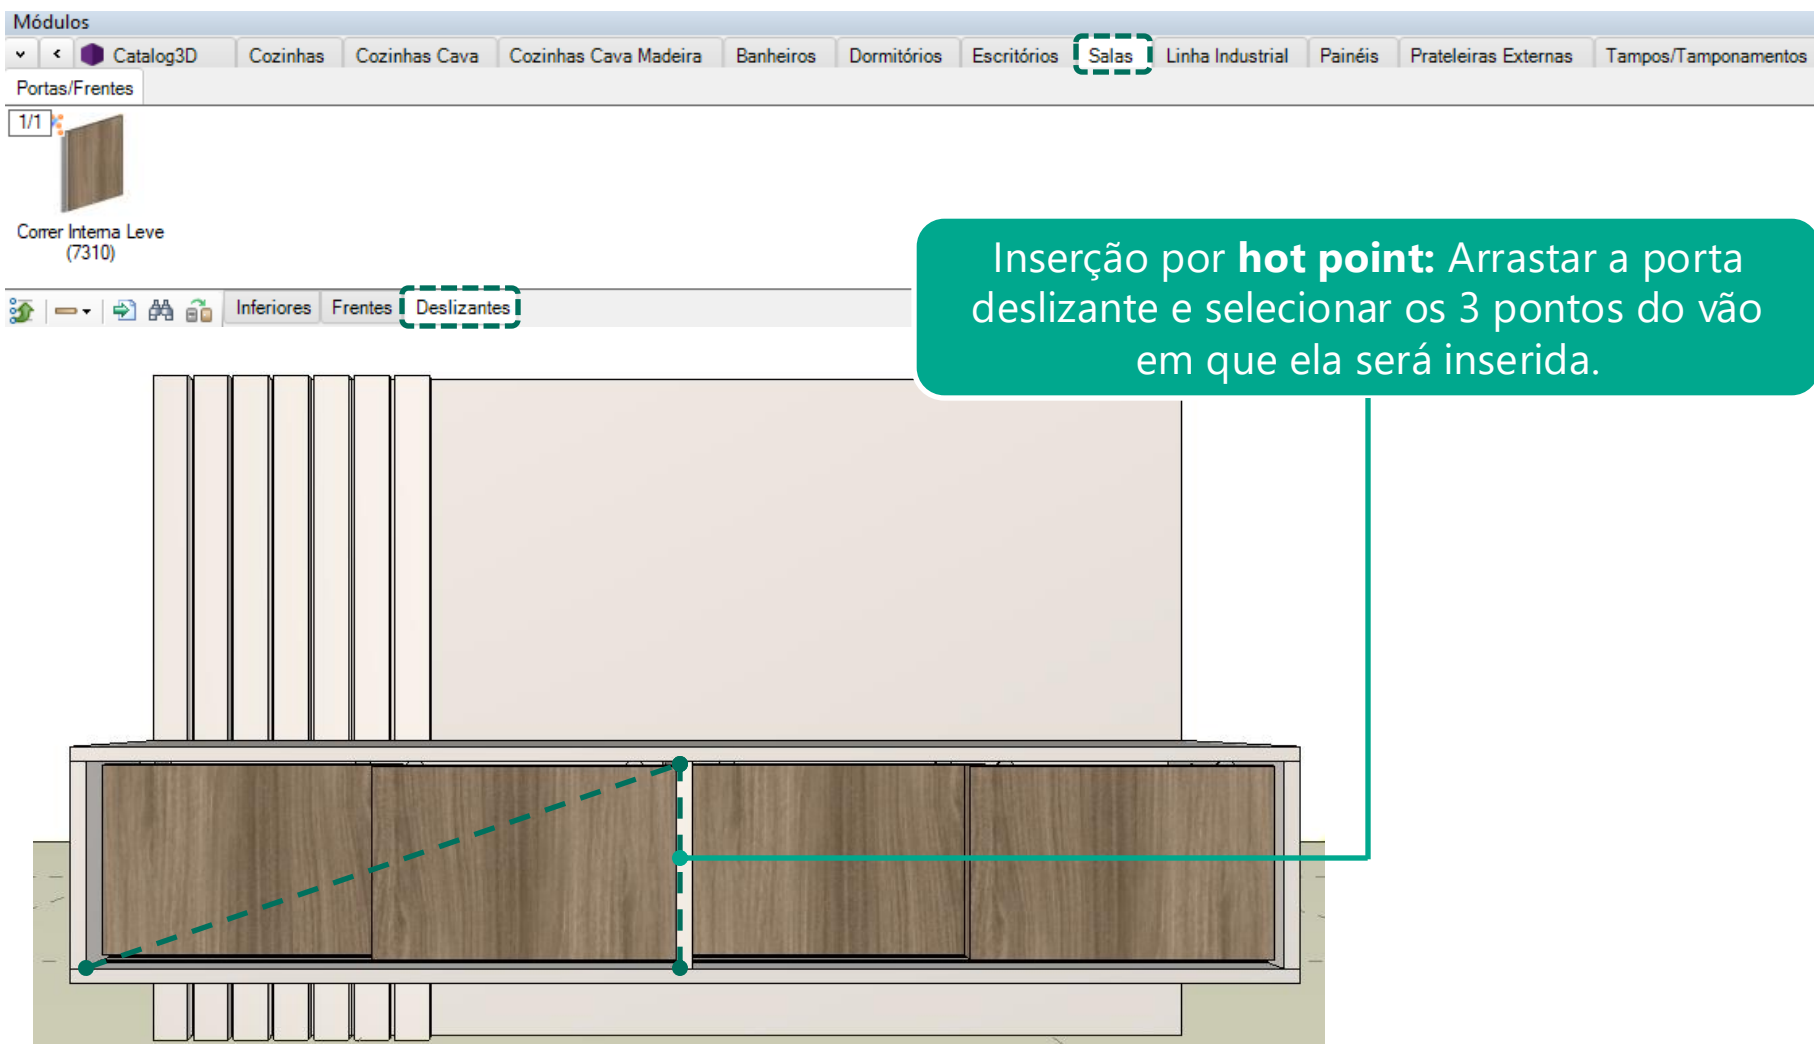 Módulos
Catalog3D Cozinhas Cozinhas Cava Cozinhas Cava Madeira Banheiros Dormitórios Escritórios Salas Linha Industrial Painéis Prateleiras Externas Tampos/Tamponamentos
Portas/Frentes
1/1
Correr Interna Leve
(7310)
Inserção por hot point: Arrastar a porta
deslizante e selecionar os 3 pontos do vão
em que ela será inserida.
Inferiores Frentes Deslizantes